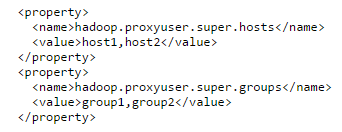 <property>
  <name>hadoop.proxyuser.super.hosts</name>
  <value>host1,host2</value>
</property>
<property>
  <name>hadoop.proxyuser.super.groups</name>
  <value>group1,group2</value>
</property>